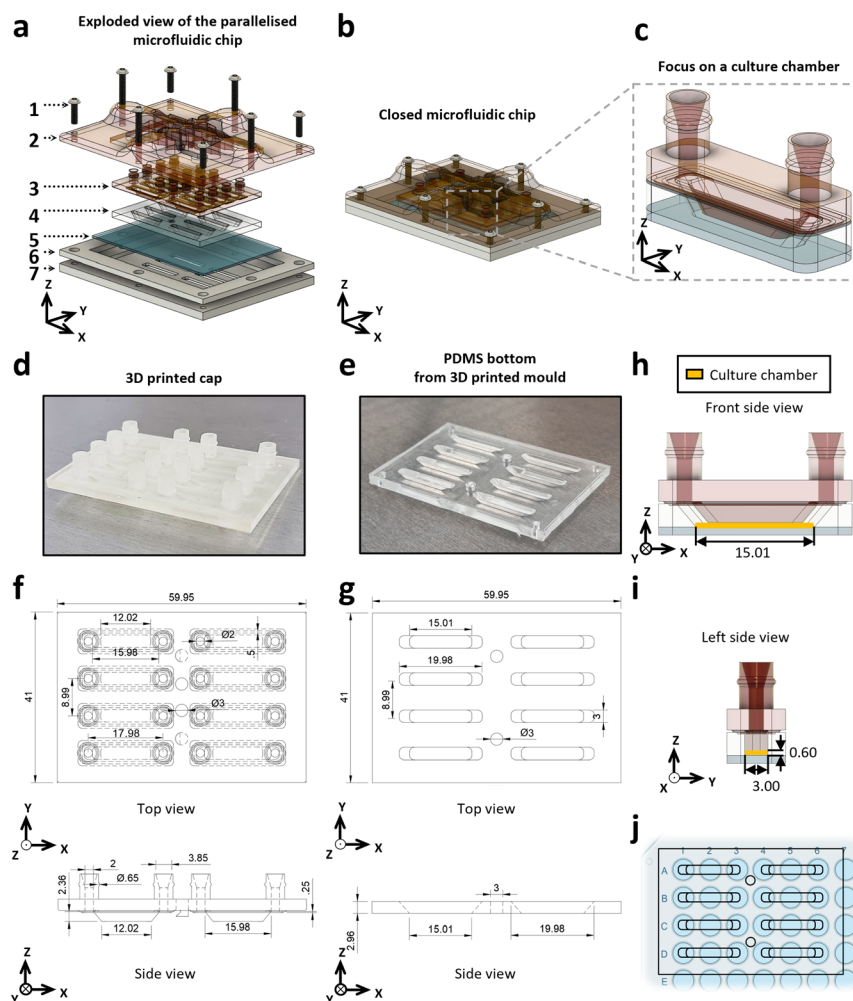 a
Exploded view of the parallelised
microfluidic chip
1
2
3
4
5
6
7
Z
Y
X
b
Closed microfluidic chip
Z
Y
X
c
Focus on a culture chamber
Z
Y
X
d
3D printed cap
e
PDMS bottom
from 3D printed mould
h
Culture chamber
Front side view
Z
Y
X
15.01
f
59.95
12.02
Ø2
15.98
5
41
8.99
Ø3
17.98
Top view
Y
Z
X
2
3.85
2.36
Ø.65
.25
12.02
15.98
Side view
Z
Y
X
g
59.95
15.01
19.98
41
8.99
3
Ø3
Top view
Y
Z
X
3
15.01
19.98
2.96
Side view
Z
Y
X
i
Left side view
Z
X
Y
0.60
3.00
j
1 2 3 4 5 6 7
A
B
C
D
E